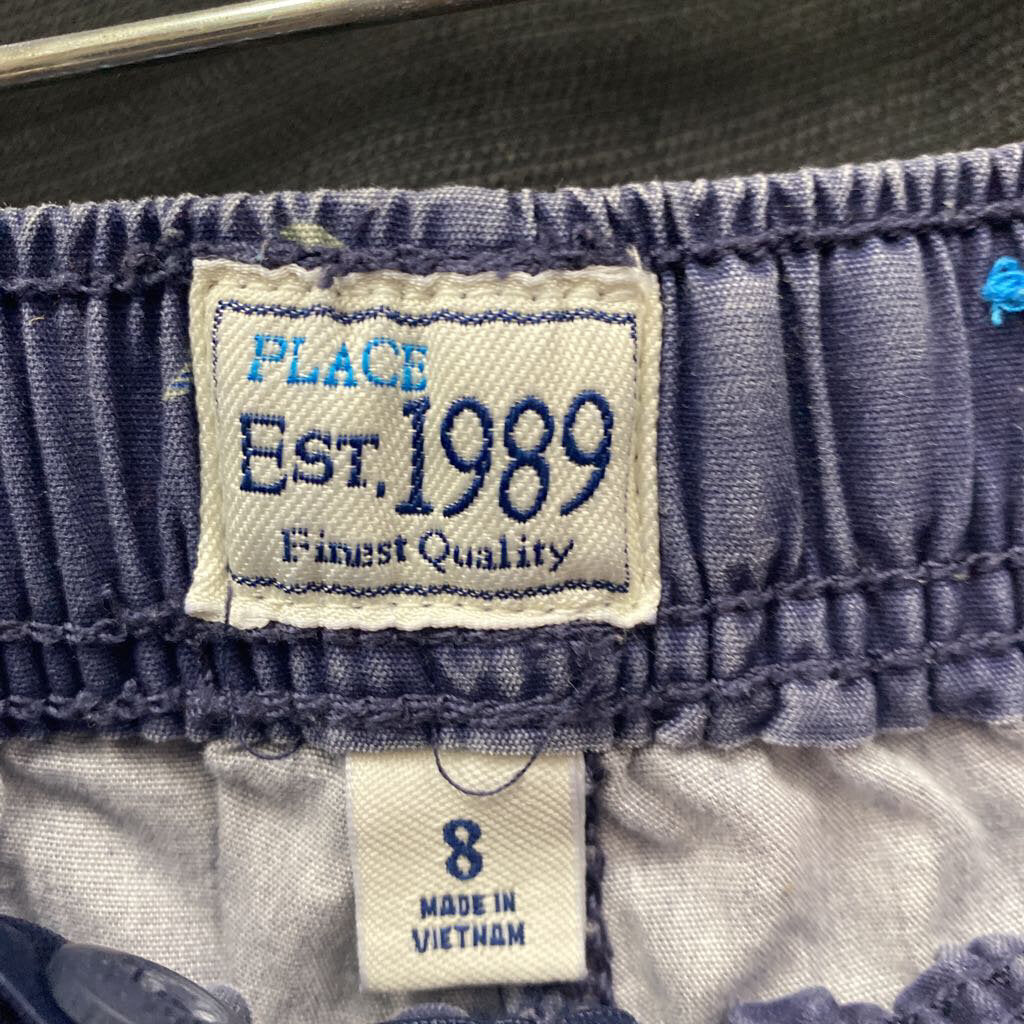 PLACE
EST. 1989
Finest Quality
8
MADE IN
VIETNAM